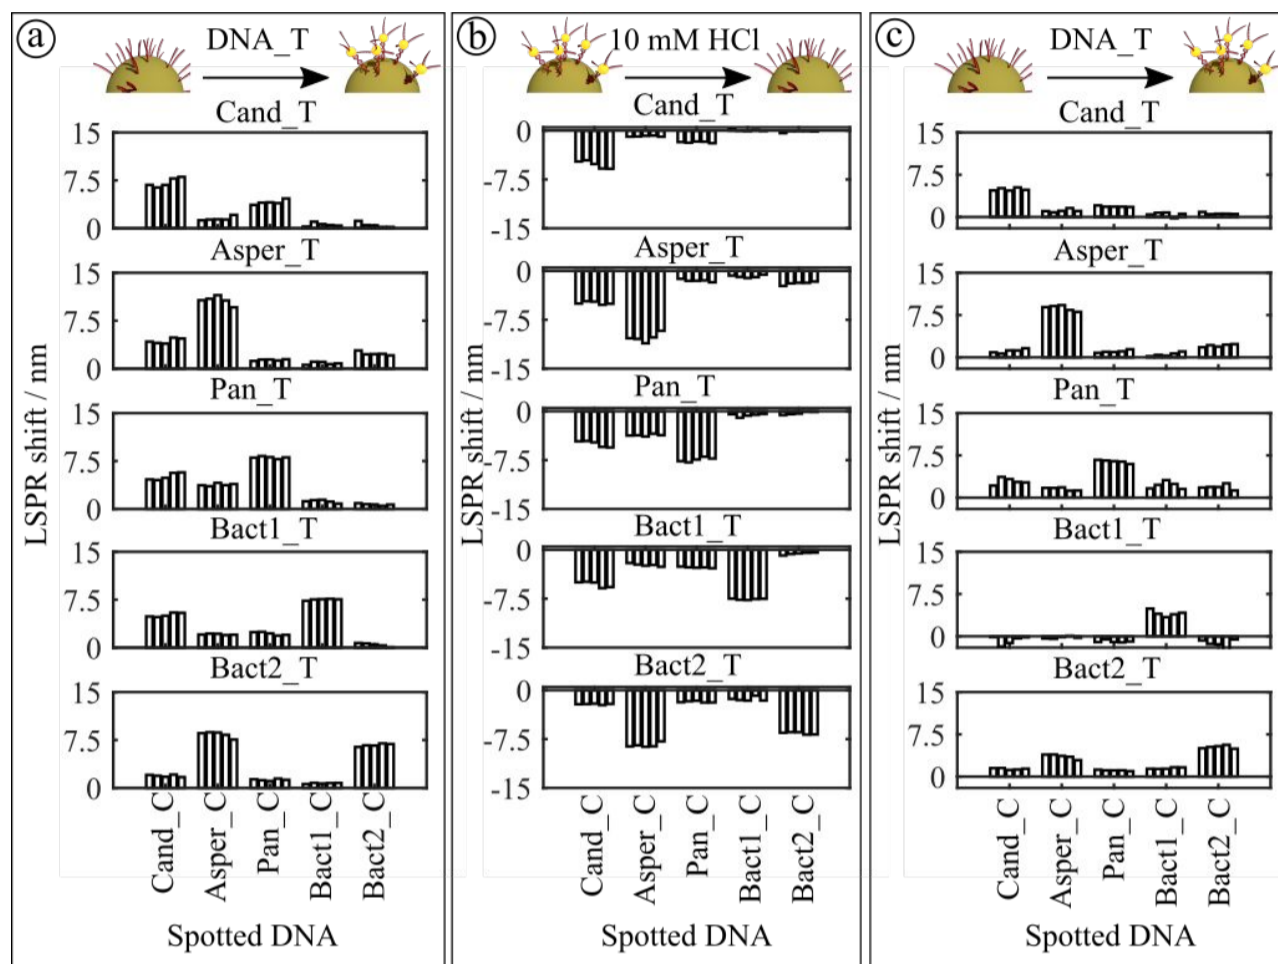 a
DNA_T
Cand_T
15
7.5
0
Asper_T
15
7.5
0
Pan_T
15
7.5
0
Bact1_T
15
7.5
0
Bact2_T
15
7.5
0
LSPR shift / nm
Cand_C
Asper_C
Pan_C
Bact1_C
Bact2_C
Spotted DNA
b
10 mM HCl
Cand_T
0
-7.5
-15
Asper_T
0
-7.5
-15
Pan_T
0
-7.5
-15
Bact1_T
0
-7.5
-15
Bact2_T
0
-7.5
-15
LSPR shift / nm
Cand_C
Asper_C
Pan_C
Bact1_C
Bact2_C
Spotted DNA
c
DNA_T
Cand_T
15
7.5
0
Asper_T
15
7.5
0
Pan_T
15
7.5
0
Bact1_T
15
7.5
0
Bact2_T
15
7.5
0
LSPR shift / nm
Cand_C
Asper_C
Pan_C
Bact1_C
Bact2_C
Spotted DNA